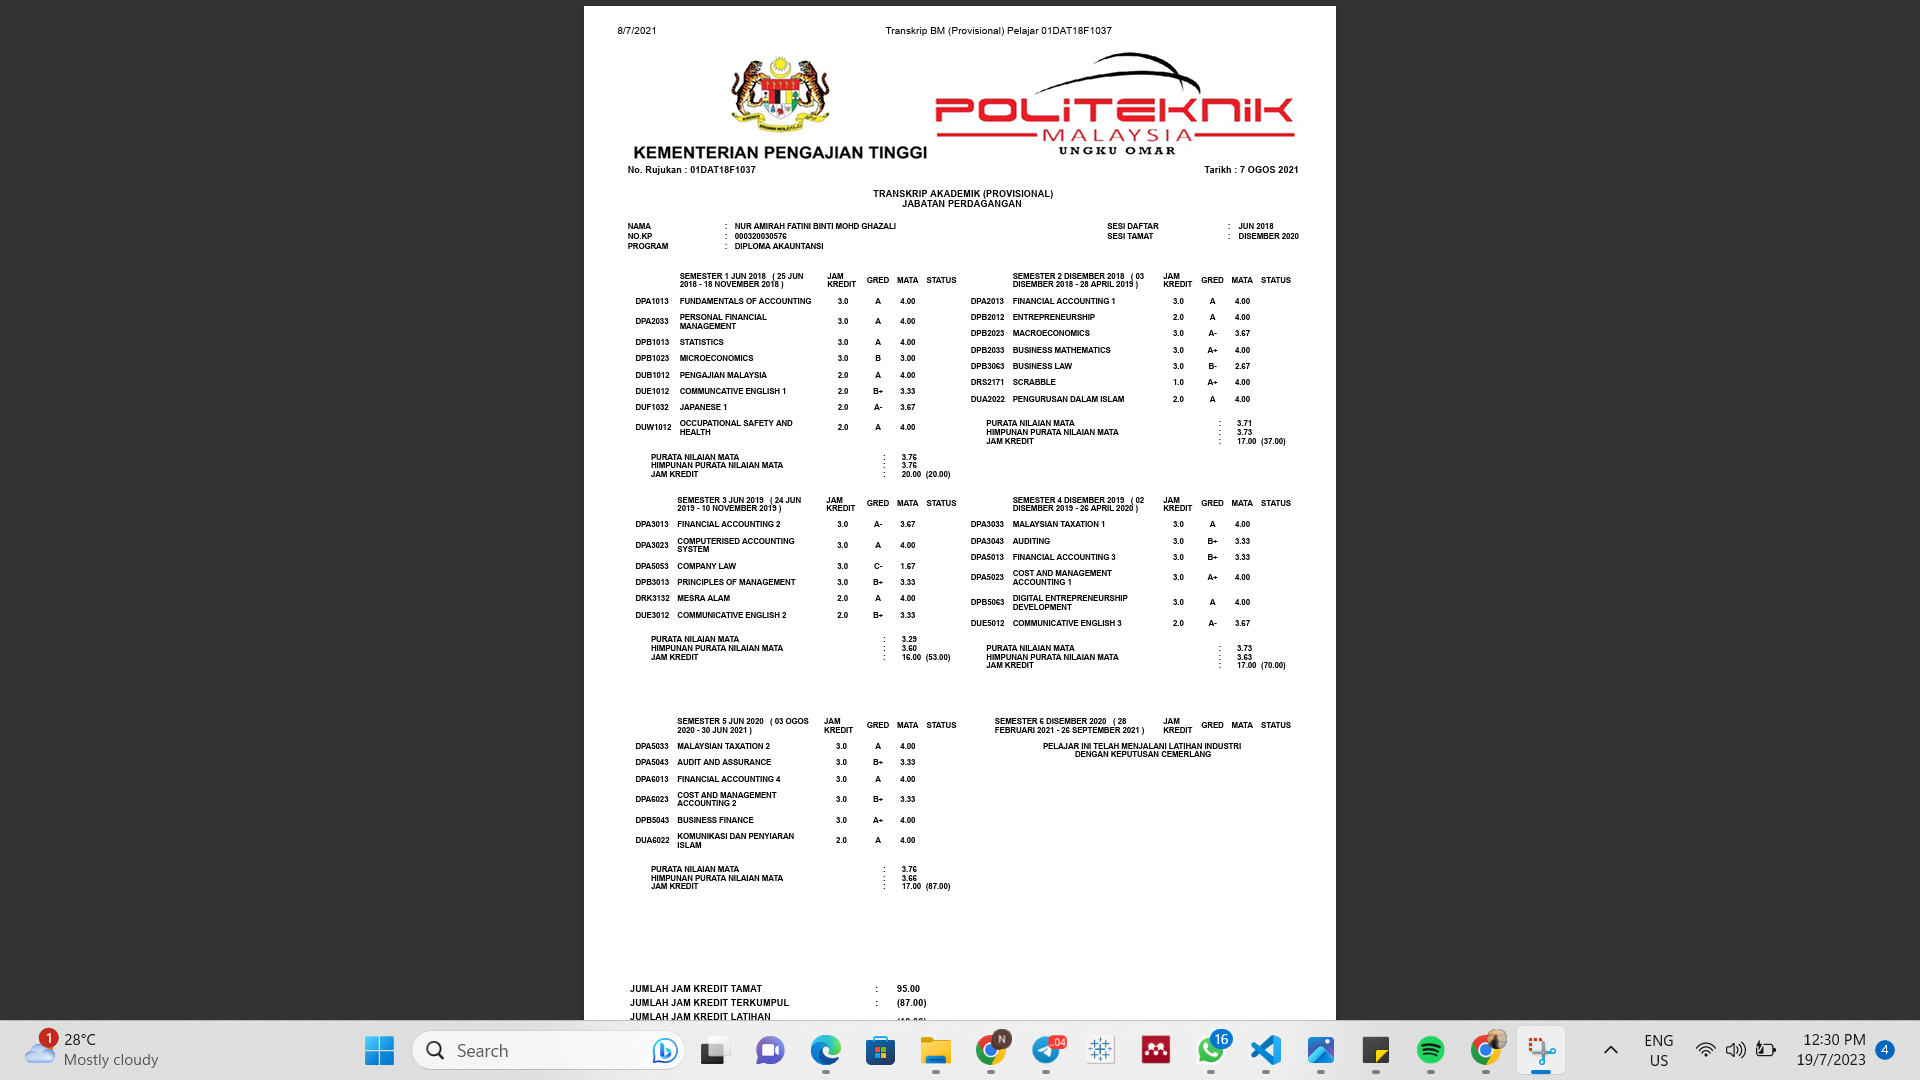 8/7/2021 Transkrip BM (Provisional) Pelajar 01DAT18F1037
POLITEKNIK
MALAYSIA
UNGKU OMAR
KEMENTERIAN PENGAJIAN TINGGI
No. Rujukan : 01DAT18F1037 Tarikh : 7 OGOS 2021
TRANSKRIP AKADEMIK (PROVISIONAL)
JABATAN PERDAGANGAN
NAMA : NUR AMIRAH FATINI BINTI MOHD GHAZALI SESI DAFTAR : JUN 2018
NO.KP : 000320030576 SESI TAMAT : DISEMBER 2020
PROGRAM : DIPLOMA AKAUNTANSI
SEMESTER 1 JUN 2018 ( 25 JUN
2018 - 18 NOVEMBER 2018 ) JAM KREDIT GRED MATA STATUS
DPA1013 FUNDAMENTALS OF ACCOUNTING 3.0 A 4.00
DPA2033 PERSONAL FINANCIAL
MANAGEMENT 3.0 A 4.00
DPB1013 STATISTICS 3.0 A 4.00
DPB1023 MICROECONOMICS 3.0 B 3.00
DUB1012 PENGAJIAN MALAYSIA 2.0 A 4.00
DUE1012 COMMUNCATIVE ENGLISH 1 2.0 B+ 3.33
DUF1032 JAPANESE 1 2.0 A- 3.67
DUW1012 OCCUPATIONAL SAFETY AND
HEALTH 2.0 A 4.00
PURATA NILAIAN MATA : 3.76
HIMPUNAN PURATA NILAIAN MATA : 3.76
JAM KREDIT : 20.00 (20.00)
SEMESTER 2 DISEMBER 2018 ( 03
DISEMBER 2018 - 28 APRIL 2019 ) JAM KREDIT GRED MATA STATUS
DPA2013 FINANCIAL ACCOUNTING 1 3.0 A 4.00
DPB2012 ENTREPRENEURSHIP 2.0 A 4.00
DPB2023 MACROECONOMICS 3.0 A- 3.67
DPB2033 BUSINESS MATHEMATICS 3.0 A+ 4.00
DPB3063 BUSINESS LAW 3.0 B- 2.67
DRS2171 SCRABBLE 1.0 A+ 4.00
DUA2022 PENGURUSAN DALAM ISLAM 2.0 A 4.00
PURATA NILAIAN MATA : 3.71
HIMPUNAN PURATA NILAIAN MATA : 3.73
JAM KREDIT : 17.00 (37.00)
SEMESTER 3 JUN 2019 ( 24 JUN
2019 - 10 NOVEMBER 2019 ) JAM KREDIT GRED MATA STATUS
DPA3013 FINANCIAL ACCOUNTING 2 3.0 A- 3.67
DPA3023 COMPUTERISED ACCOUNTING
SYSTEM 3.0 A 4.00
DPA5053 COMPANY LAW 3.0 C- 1.67
DPB3013 PRINCIPLES OF MANAGEMENT 3.0 B+ 3.33
DRK3132 MESRA ALAM 2.0 A 4.00
DUE3012 COMMUNICATIVE ENGLISH 2 2.0 B+ 3.33
PURATA NILAIAN MATA : 3.29
HIMPUNAN PURATA NILAIAN MATA : 3.60
JAM KREDIT : 16.00 (53.00)
SEMESTER 4 DISEMBER 2019 ( 02
DISEMBER 2019 - 26 APRIL 2020 ) JAM KREDIT GRED MATA STATUS
DPA3033 MALAYSIAN TAXATION 1 3.0 A 4.00
DPA3043 AUDITING 3.0 B+ 3.33
DPA5013 FINANCIAL ACCOUNTING 3 3.0 B+ 3.33
DPA5023 COST AND MANAGEMENT
ACCOUNTING 1 3.0 A+ 4.00
DPB5063 DIGITAL ENTREPRENEURSHIP
DEVELOPMENT 3.0 A 4.00
DUE5012 COMMUNICATIVE ENGLISH 3 2.0 A- 3.67
PURATA NILAIAN MATA : 3.73
HIMPUNAN PURATA NILAIAN MATA : 3.63
JAM KREDIT : 17.00 (70.00)
SEMESTER 5 JUN 2020 ( 03 OGOS
2020 - 30 JUN 2021 ) JAM KREDIT GRED MATA STATUS
DPA5033 MALAYSIAN TAXATION 2 3.0 A 4.00
DPA5043 AUDIT AND ASSURANCE 3.0 B+ 3.33
DPA6013 FINANCIAL ACCOUNTING 4 3.0 A 4.00
DPA6023 COST AND MANAGEMENT
ACCOUNTING 2 3.0 B+ 3.33
DPB5043 BUSINESS FINANCE 3.0 A+ 4.00
DUA6022 KOMUNIKASI DAN PENYIARAN
ISLAM 2.0 A 4.00
PURATA NILAIAN MATA : 3.76
HIMPUNAN PURATA NILAIAN MATA : 3.66
JAM KREDIT : 17.00 (87.00)
SEMESTER 6 DISEMBER 2020 ( 28
FEBRUARI 2021 - 26 SEPTEMBER 2021 ) JAM KREDIT GRED MATA STATUS
PELAJAR INI TELAH MENJALANI LATIHAN INDUSTRI
DENGAN KEPUTUSAN CEMERLANG
JUMLAH JAM KREDIT TAMAT : 95.00
JUMLAH JAM KREDIT TERKUMPUL : (87.00)
JUMLAH JAM KREDIT LATIHAN
1 28°C
Mostly cloudy
Search
N
..04
16
ENG
US
12:30 PM
19/7/2023
4